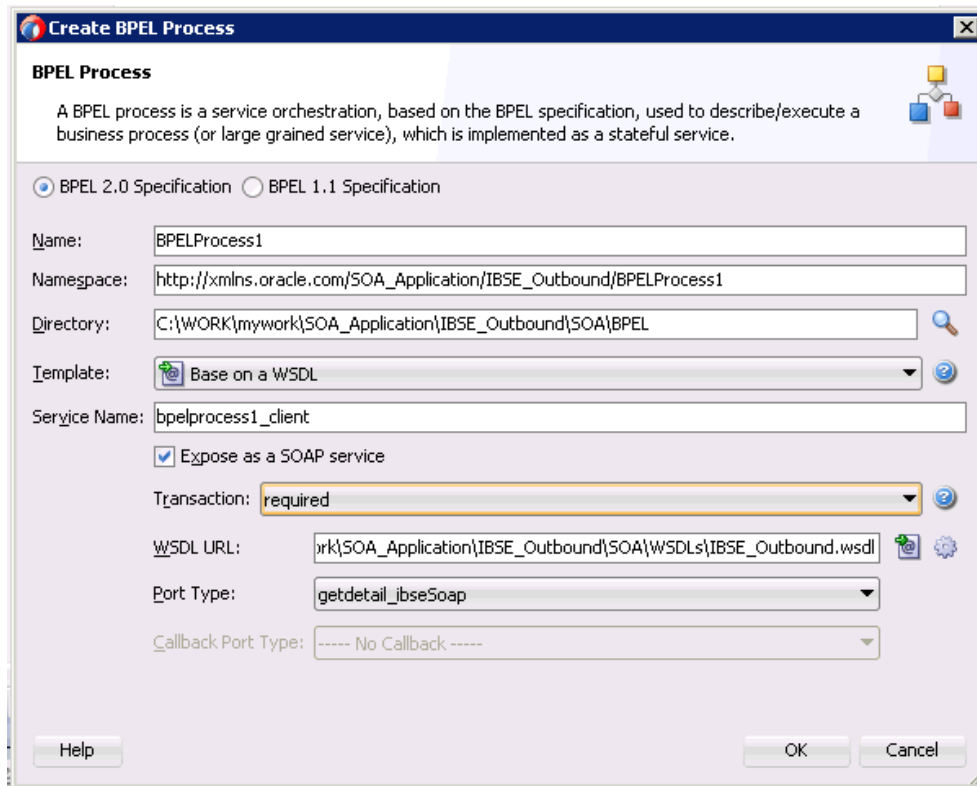 Create BPEL Process
BPEL Process
A BPEL process is a service orchestration, based on the BPEL specification, used to describe/execute a
business process (or large grained service), which is implemented as a stateful service.
BPEL 2.0 Specification BPEL 1.1 Specification
Name: BPELProcess1
Namespace: http://xmlns.oracle.com/SOA_Application/IBSE_Outbound/BPELProcess1
Directory: C:\WORK\mywork\SOA_Application\IBSE_Outbound\SOA\BPEL
Template: Base on a WSDL
Service Name: bpelprocess1_client
Expose as a SOAP service
Transaction: required
WSDL URL: ork\SOA_Application\IBSE_Outbound\SOA\WSDLs\IBSE_Outbound.wsdl
Port Type: getdetail_ibseSoap
Callback Port Type: ----- No Callback -----
Help OK Cancel